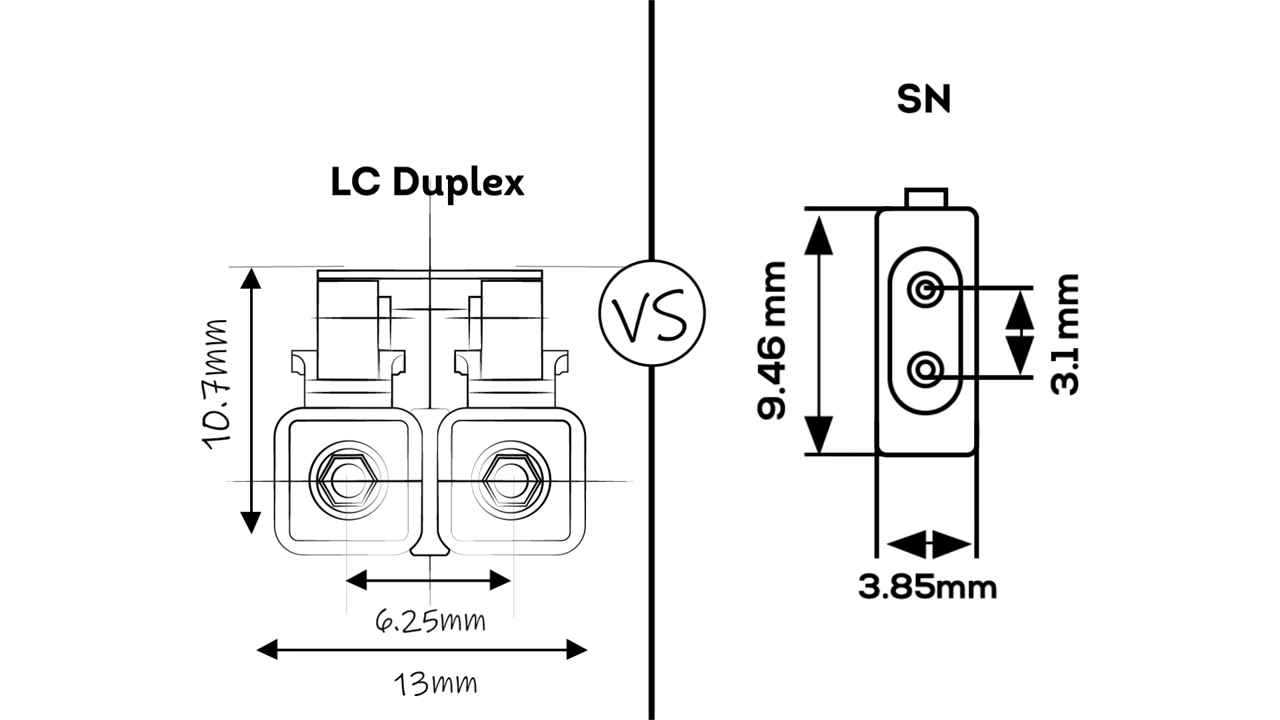 LC Duplex
10.7mm
6.25mm
13mm
VS
SN
9.46 mm
3.1 mm
3.85mm